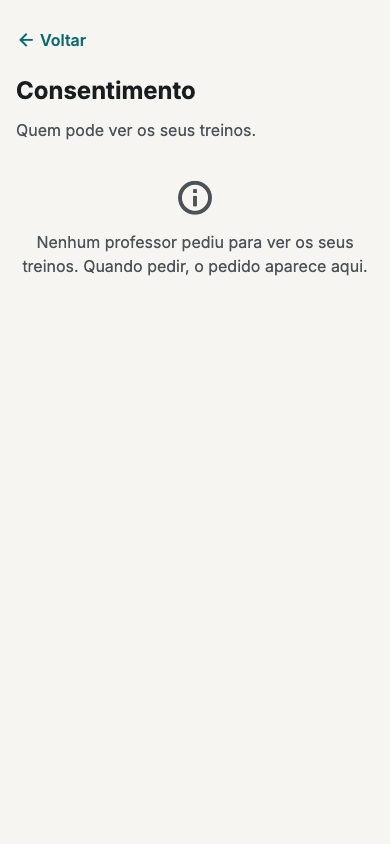 Voltar
Consentimento
Quem pode ver os seus treinos.
Nenhum professor pediu para ver os seus
treinos. Quando pedir, o pedido aparece aqui.